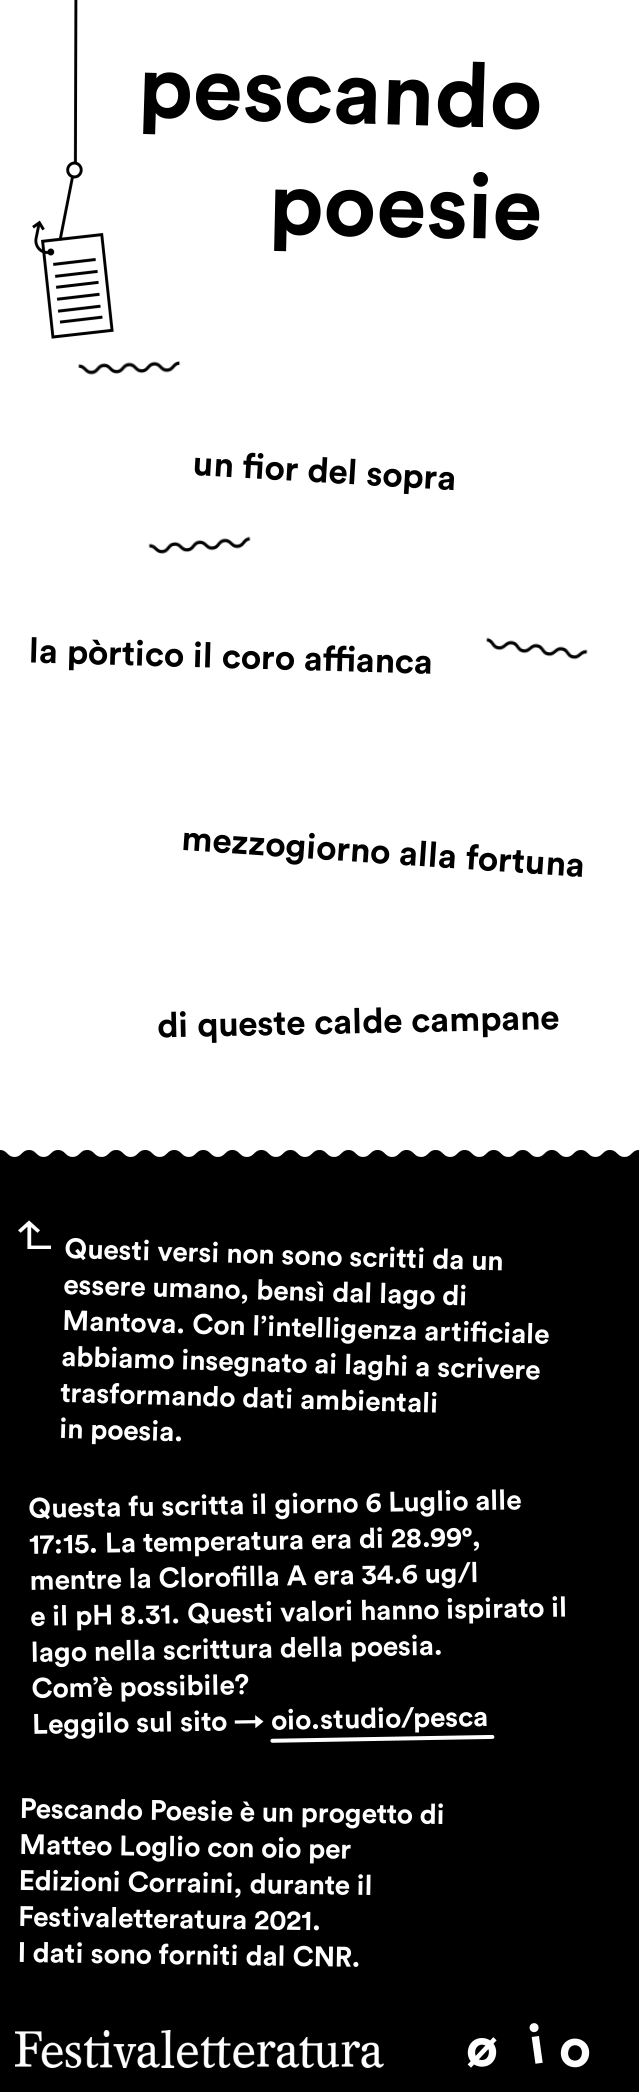 pescando
poesie
un fior del sopra
la pòrtico il coro affianca
mezzogiorno alla fortuna
di queste calde campane
Questi versi non sono scritti da un
essere umano, bensì dal lago di
Mantova. Con l’intelligenza artificiale
abbiamo insegnato ai laghi a scrivere
trasformando dati ambientali
in poesia.
Questa fu scritta il giorno 6 Luglio alle
17:15. La temperatura era di 28.99°,
mentre la Clorofilla A era 34.6 ug/l
e il pH 8.31. Questi valori hanno ispirato il
lago nella scrittura della poesia.
Com’è possibile?
Leggilo sul sito → oio.studio/pesca
Pescando Poesie è un progetto di
Matteo Loglio con oio per
Edizioni Corraini, durante il
Festivaletteratura 2021.
I dati sono forniti dal CNR.
Festivaletteratura ø i o